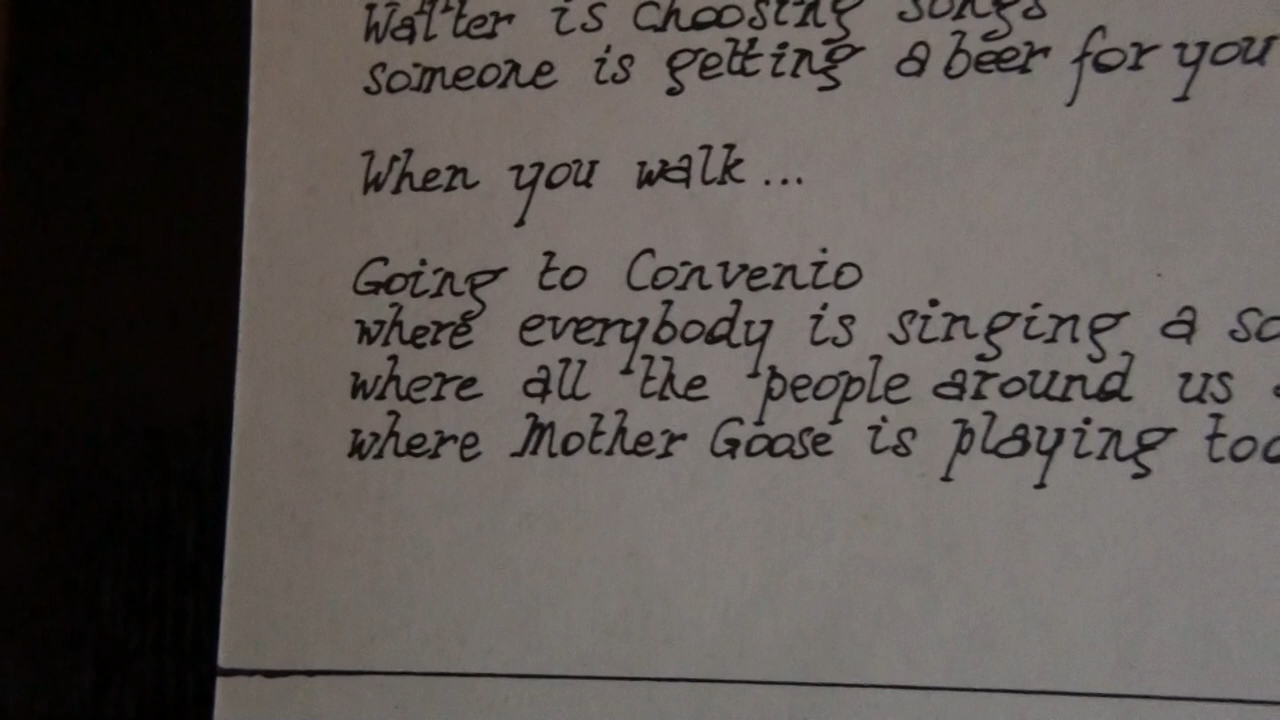 Walter is choosing songs
someone is getting a beer for you
When you walk...
Going to Convenio
where everybody is singing a
where all the people around us
where Mother Goose is playing